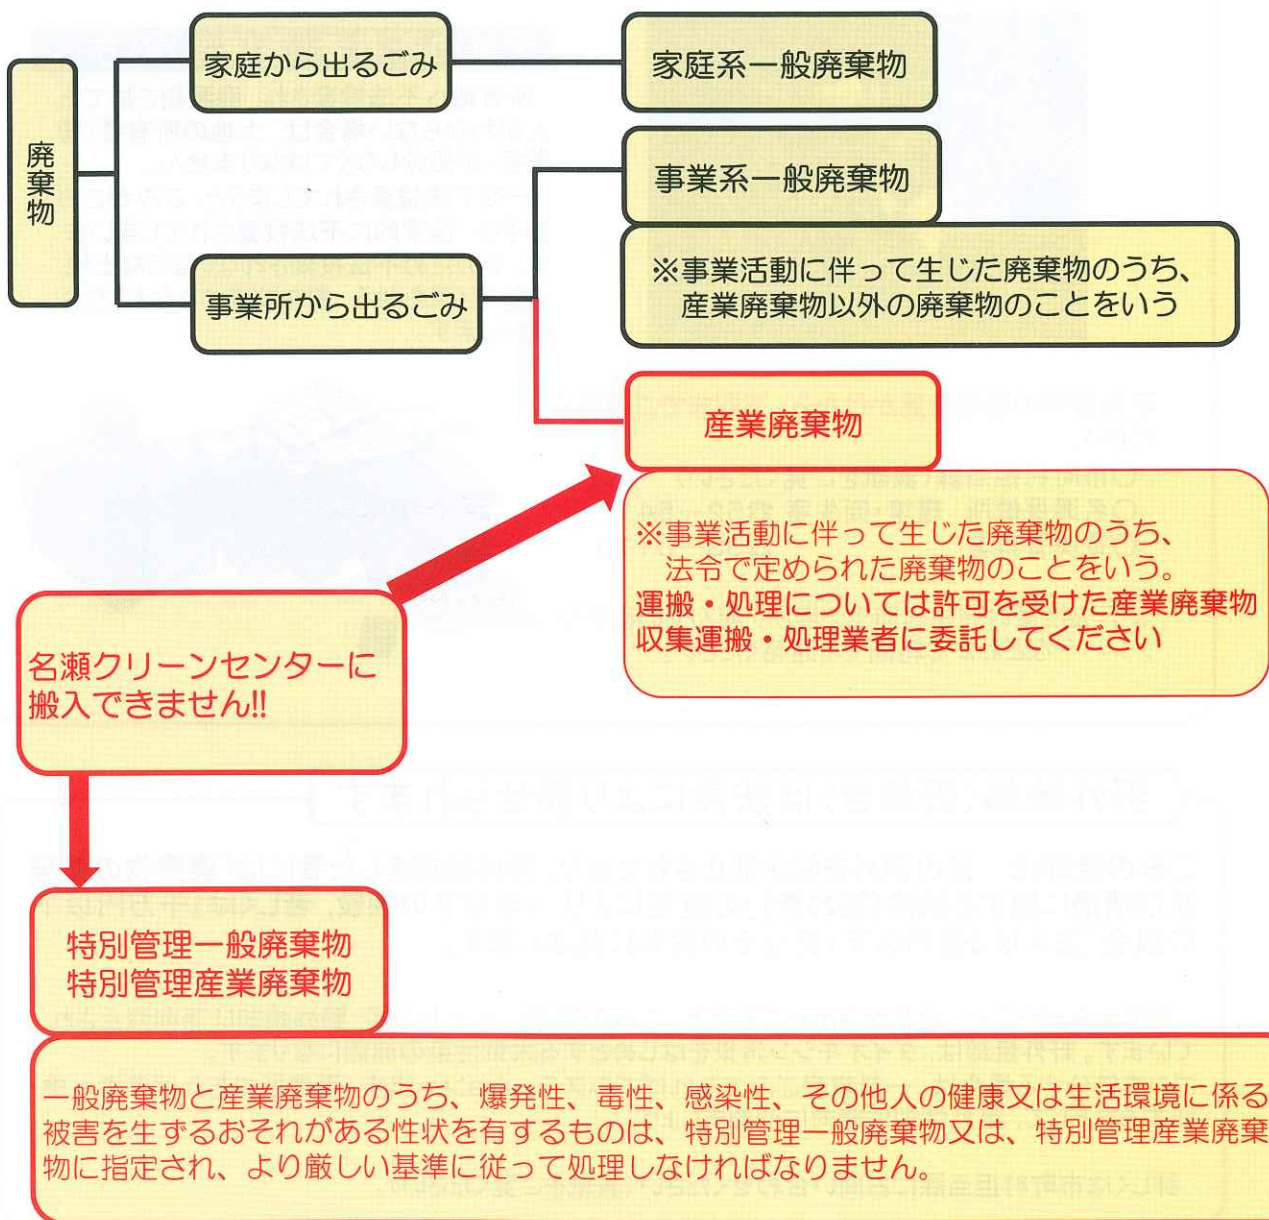 廃棄物
家庭から出るごみ
家庭系一般廃棄物
事業所から出るごみ
事業系一般廃棄物
※事業活動に伴って生じた廃棄物のうち、
産業廃棄物以外の廃棄物のことをいう
産業廃棄物
※事業活動に伴って生じた廃棄物のうち、
法令で定められた廃棄物のことをいう。
運搬・処理については許可を受けた産業廃棄物
収集運搬・処理業者に委託してください
名瀬クリーンセンターに
搬入できません!!
特別管理一般廃棄物
特別管理産業廃棄物
一般廃棄物と産業廃棄物のうち、爆発性、毒性、感染性、その他人の健康又は生活環境に係る
被害を生ずるおそれがある性状を有するものは、特別管理一般廃棄物又は、特別管理産業廃棄
物に指定され、より厳しい基準に従って処理しなければなりません。